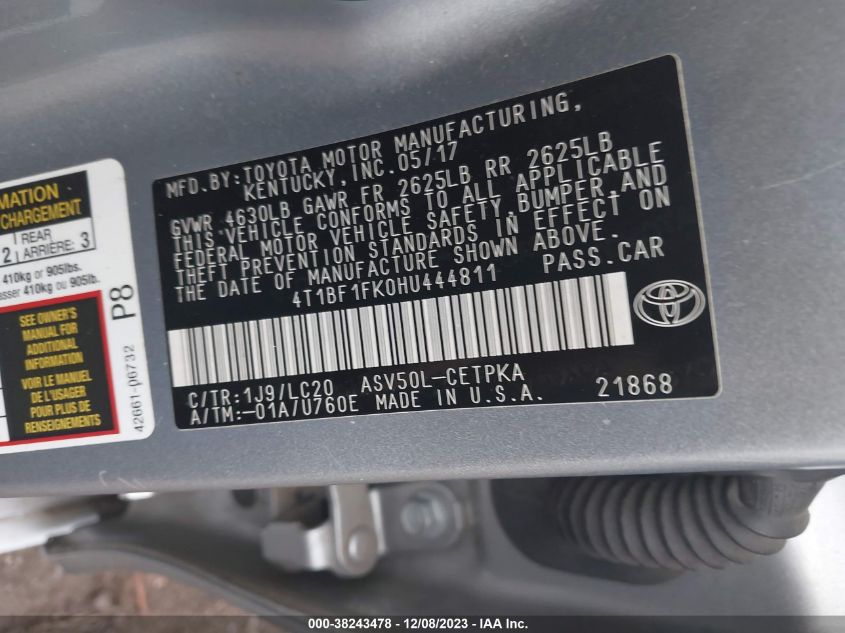 MFD.BY:TOYOTA MOTOR MANUFACTURING,
KENTUCKY, INC.05/17
GVWR 4630LB GAWR FR 2625LB RR 2625LB
THIS VEHICLE CONFORMS TO ALL APPLICABLE
FEDERAL MOTOR VEHICLE SAFETY,BUMPER,AND
THEFT PREVENTION STANDARDS IN EFFECT ON
THE DATE OF MANUFACTURE SHOWN ABOVE.
4T1BF1FK0HU444811 PASS.CAR
C/TR:1J9/LC20 ASV50L-CETPKA
A/TM:-01A/U760E MADE IN U.S.A. 21868
MATION
CHARGEMENT
REAR
2 ARRIÈRE: 3
410kg or 905lbs.
asser 410kg ou 905lb
SEE OWNER'S
MANUAL FOR
ADDITIONAL
INFORMATION
VOIR LE MANUEL
DE L'USAGER
POUR PLUS DE
RENSEIGNEMENTS
P8
42661-06732
000-38243478 - 12/08/2023 - IAA Inc.